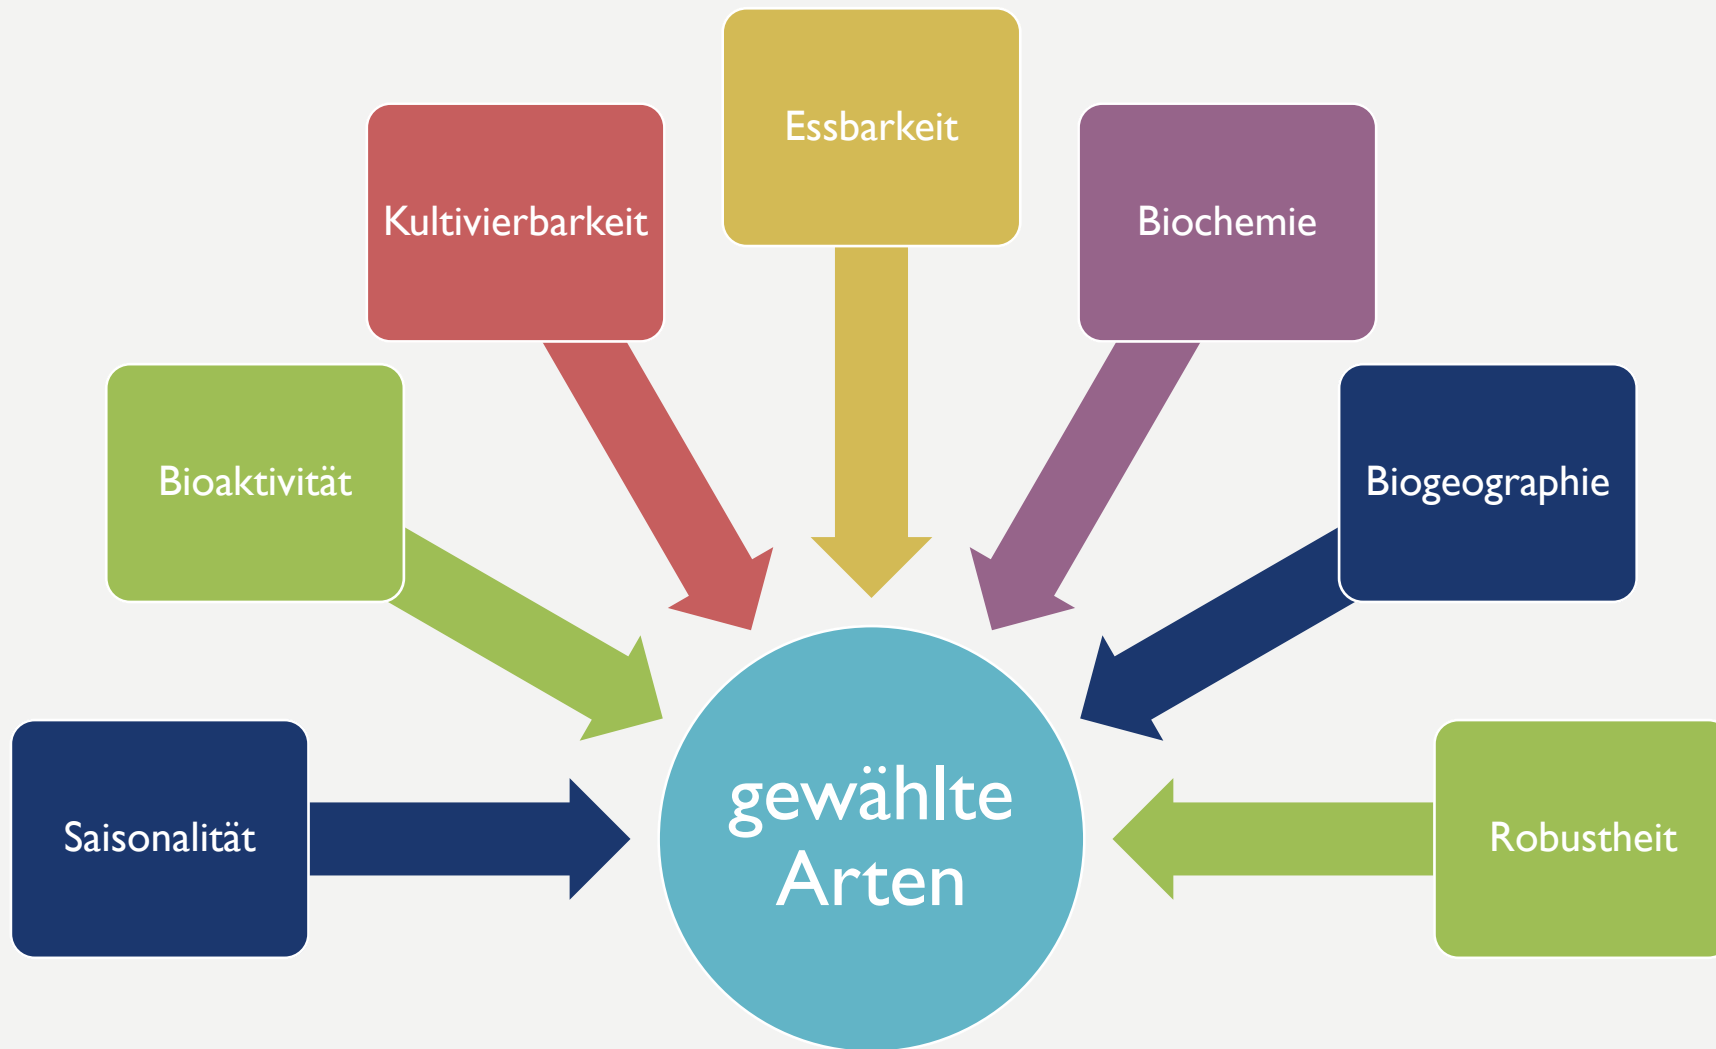 Essbarkeit
Kultivierbarkeit
Biochemie
Bioaktivität
Biogeographie
Saisonalität
gewählte
Arten
Robustheit